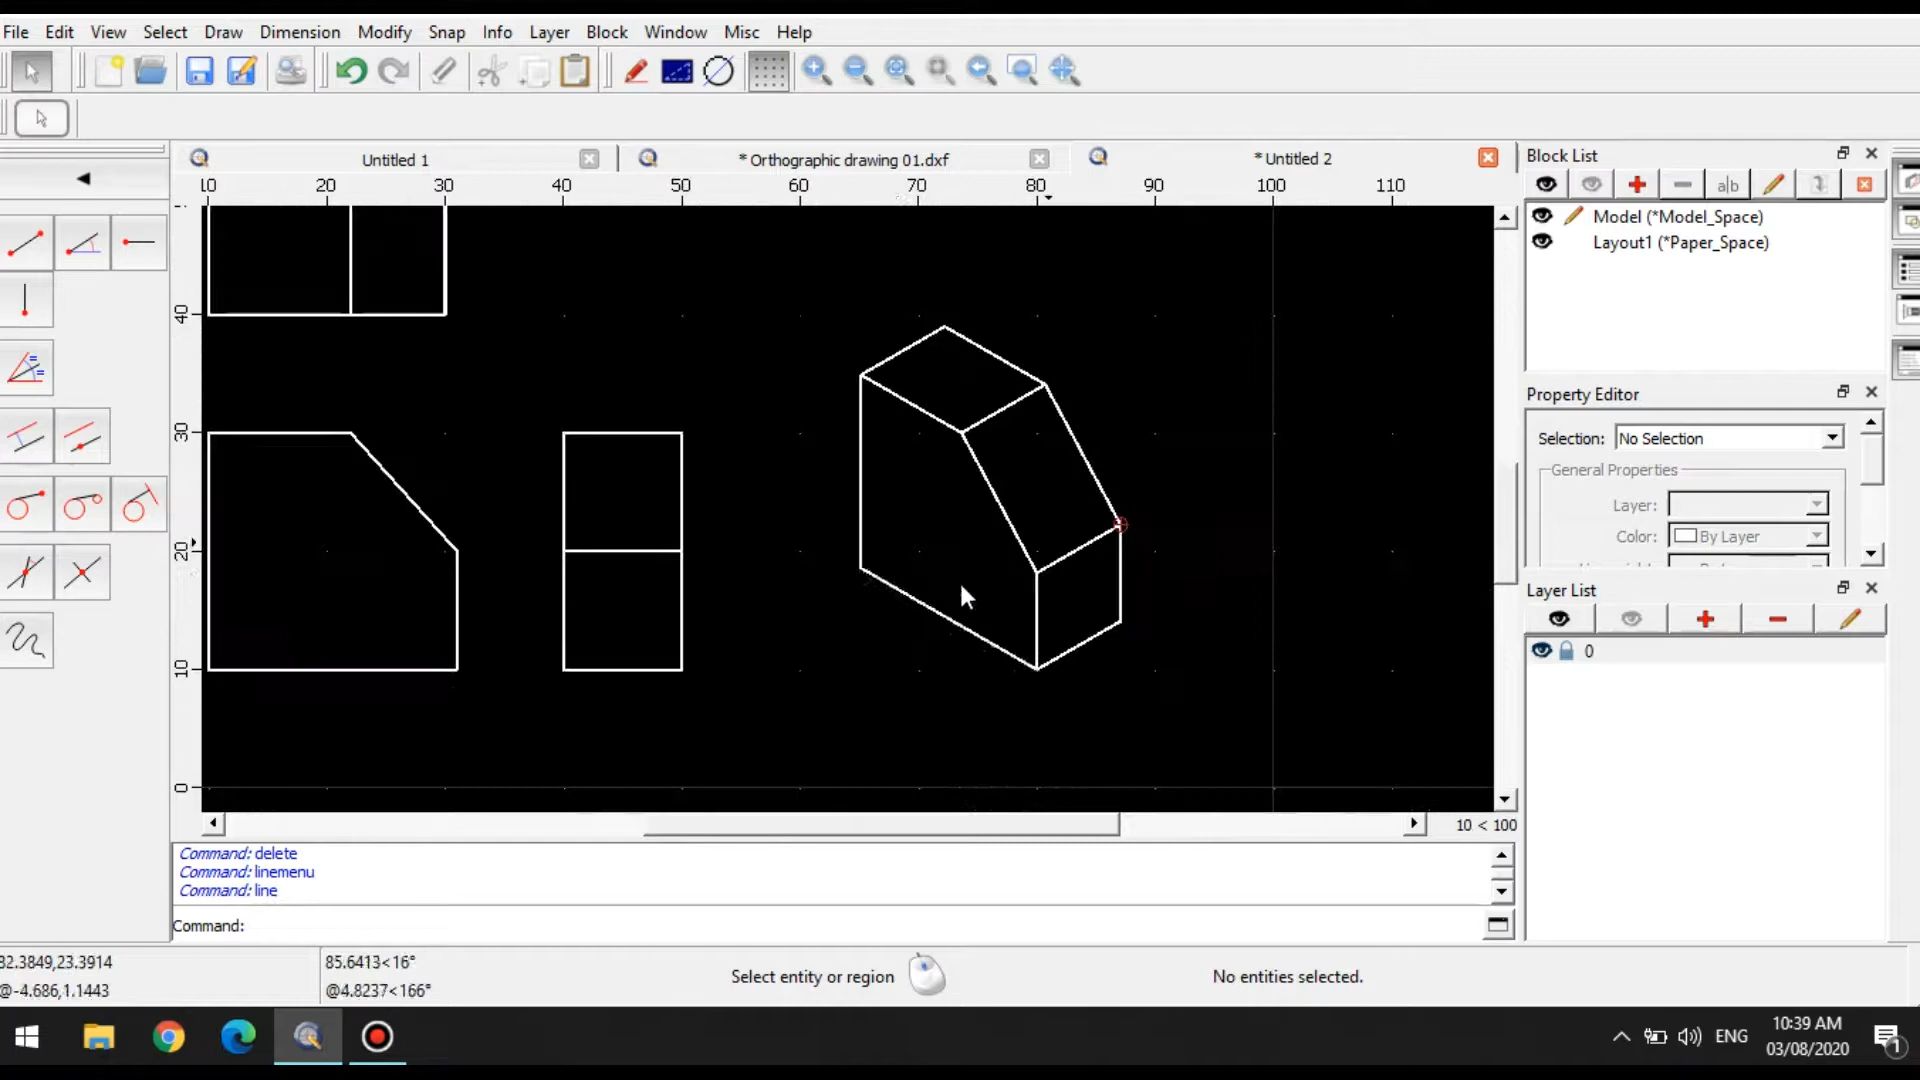 File Edit View Select Draw Dimension Modify Snap Info Layer Block Window Misc Help
Untitled 1
* Orthographic drawing 01.dxf
* Untitled 2
10 20 30 40 50 60 70 80 90 100 110
40
30
20
10
0
10 < 100
Block List
a|b
Model (*Model_Space)
Layout1 (*Paper_Space)
Property Editor
Selection: No Selection
General Properties
Layer:
Color: By Layer
Layer List
0
Command: delete
Command: linemenu
Command: line
Command:
82.3849,23.3914
@-4.686,1.1443
85.6413<16°
@4.8237<166°
Select entity or region
No entities selected.
ENG
10:39 AM
03/08/2020
1